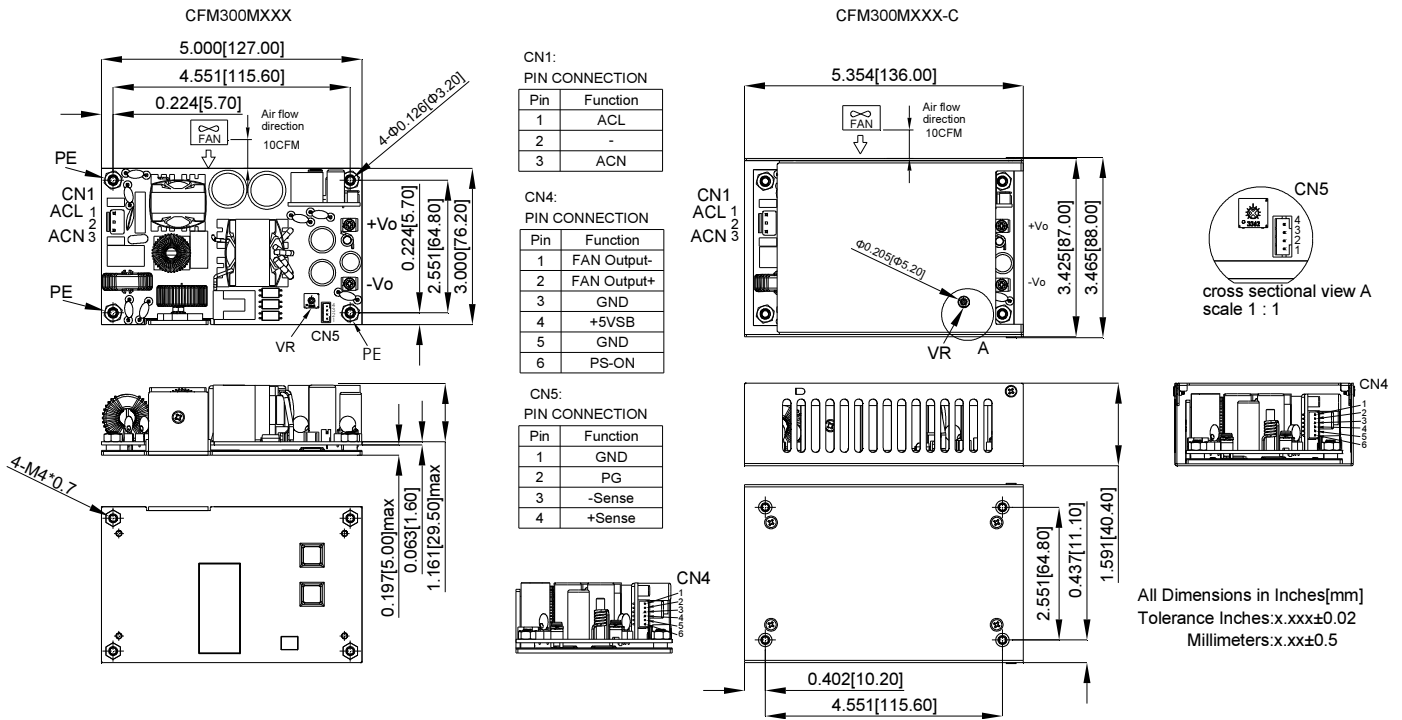 CFM300MXXX
5.000[127.00]
4.551[115.60]
0.224[5.70]
Air flow
direction
10CFM
FAN
4-Φ0.126[Φ3.20]
PE
CN1
ACL 1
2
ACN 3
PE
+Vo
-Vo
0.224[5.70]
2.551[64.80]
3.000[76.20]
VR
CN5
PE
0.197[5.00]max
0.063[1.60]
1.161[29.50]max
4-M4*0.7
CN1:
PIN CONNECTION
Pin Function
1 ACL
2 -
3 ACN
CN4:
PIN CONNECTION
Pin Function
1 FAN Output-
2 FAN Output+
3 GND
4 +5VSB
5 GND
6 PS-ON
CN5:
PIN CONNECTION
Pin Function
1 GND
2 PG
3 -Sense
4 +Sense
CN4
1
2
3
4
5
6
CFM300MXXX-C
5.354[136.00]
FAN
Air flow
direction
10CFM
CN1
ACL 1
2
ACN 3
+Vo
-Vo
Φ0.205[Φ5.20]
VR
A
3.425[87.00]
3.465[88.00]
CN5
4
3
2
1
cross sectional view A
scale 1 : 1
1.591[40.40]
CN4
1
2
3
4
5
6
2.551[64.80]
0.437[11.10]
0.402[10.20]
4.551[115.60]
All Dimensions in Inches[mm]
Tolerance Inches:x.xxx±0.02
Millimeters:x.xx±0.5